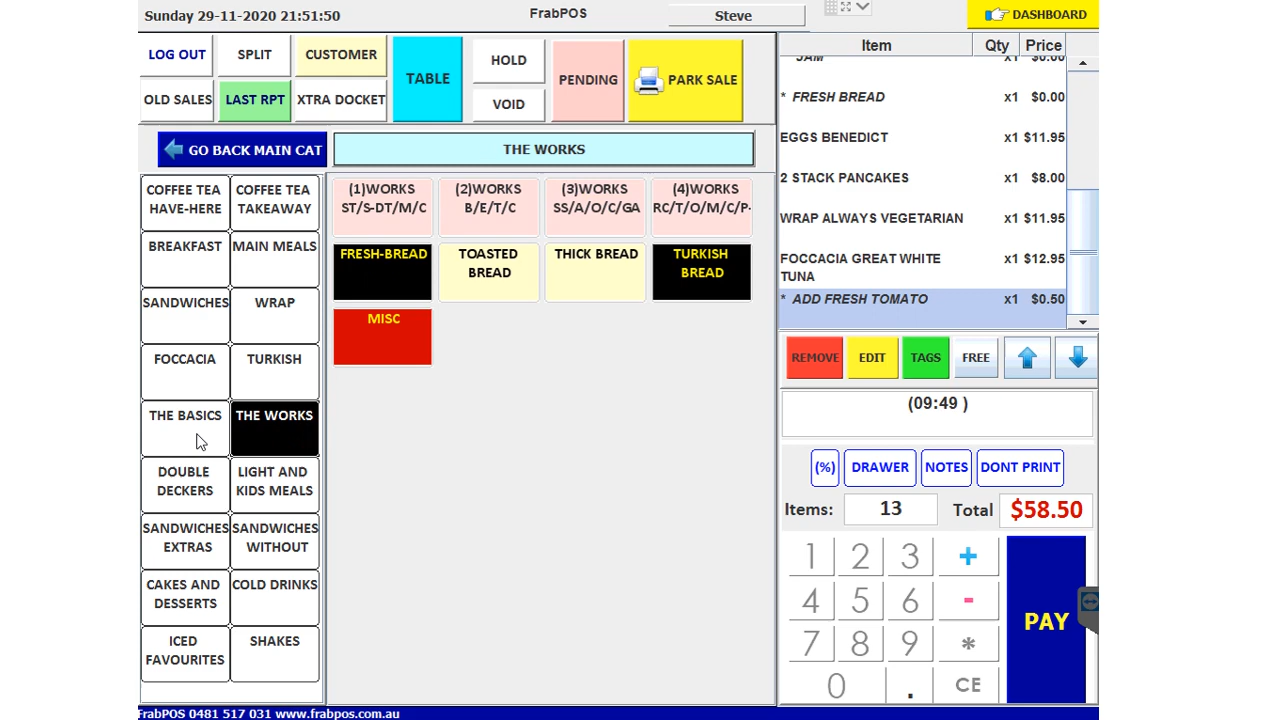 Sunday 29-11-2020 21:51:50
FrabPOS
Steve
DASHBOARD
LOG OUT
SPLIT
CUSTOMER
TABLE
HOLD
PENDING
PARK SALE
OLD SALES
LAST RPT
XTRA DOCKET
VOID
GO BACK MAIN CAT
THE WORKS
COFFEE TEA
HAVE-HERE
COFFEE TEA
TAKEAWAY
BREAKFAST
MAIN MEALS
SANDWICHES
WRAP
FOCCACIA
TURKISH
THE BASICS
THE WORKS
DOUBLE
DECKERS
LIGHT AND
KIDS MEALS
SANDWICHES
EXTRAS
SANDWICHES
WITHOUT
CAKES AND
DESSERTS
COLD DRINKS
ICED
FAVOURITES
SHAKES
(1)WORKS
ST/S-DT/M/C
(2)WORKS
B/E/T/C
(3)WORKS
SS/A/O/C/GA
(4)WORKS
RC/T/O/M/C/P-
FRESH-BREAD
TOASTED
BREAD
THICK BREAD
TURKISH
BREAD
MISC
Item Qty Price
JAM x1 $0.00
* FRESH BREAD x1 $0.00
EGGS BENEDICT x1 $11.95
2 STACK PANCAKES x1 $8.00
WRAP ALWAYS VEGETARIAN x1 $11.95
FOCCACIA GREAT WHITE x1 $12.95
TUNA
* ADD FRESH TOMATO x1 $0.50
REMOVE
EDIT
TAGS
FREE
(09:49 )
(%)
DRAWER
NOTES
DONT PRINT
Items: 13 Total $58.50
1 2 3 +
4 5 6 -
7 8 9 *
0 . CE
PAY
FrabPOS 0481 517 031 www.frabpos.com.au